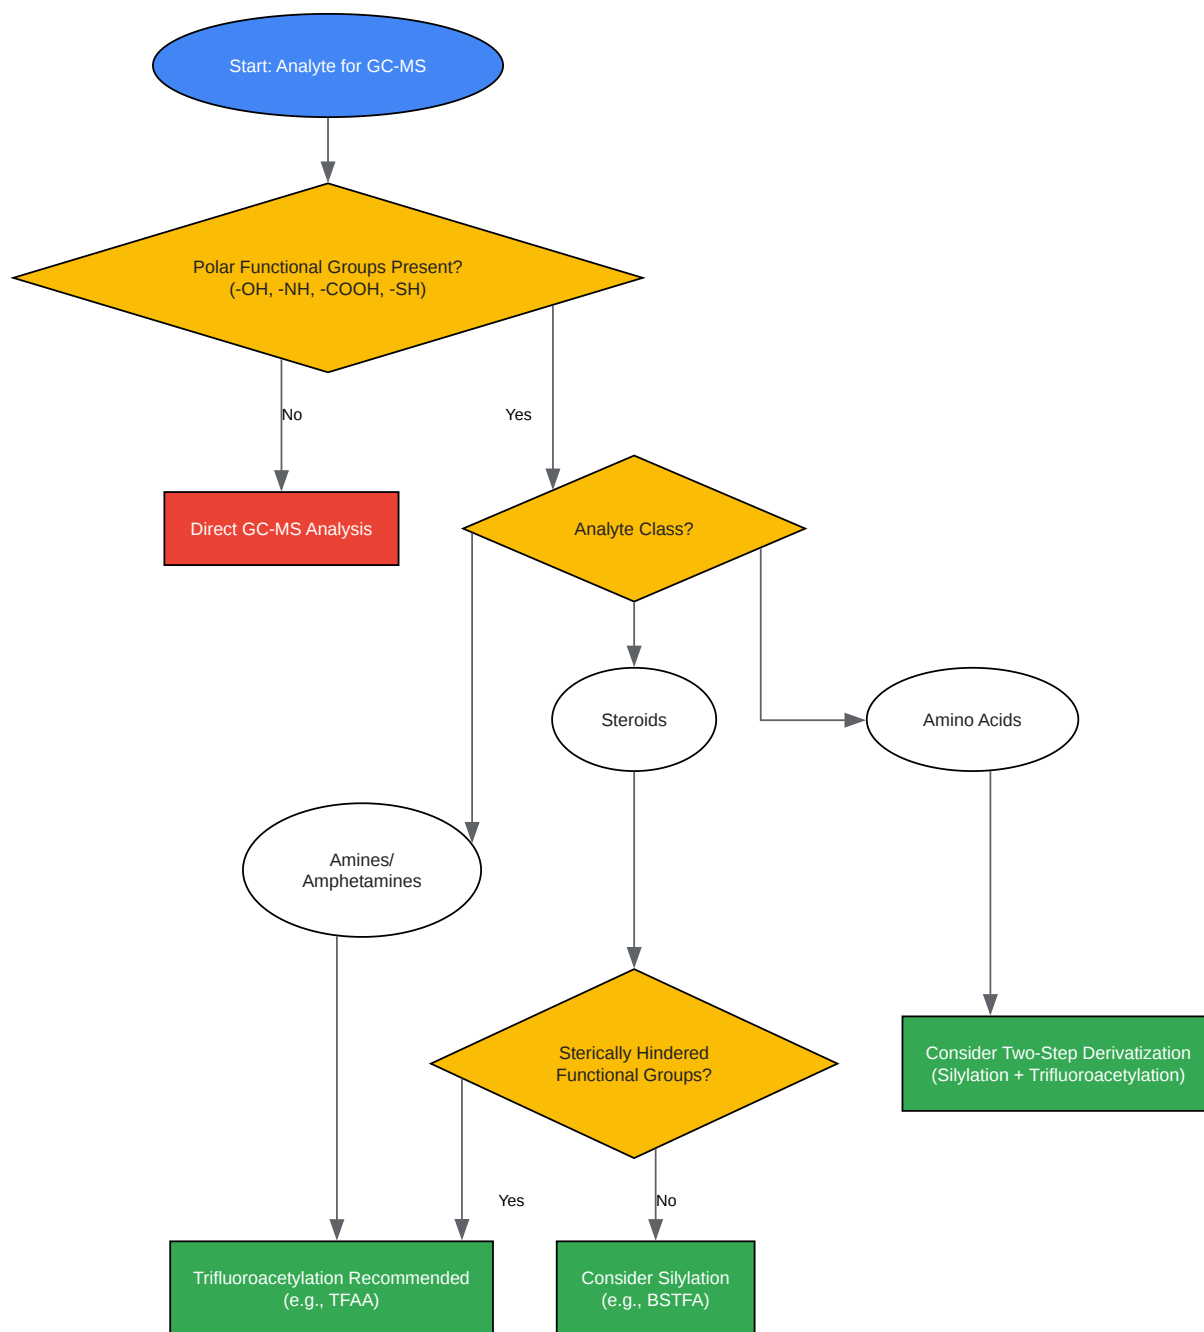 Start: Analyte for GC-MS
Polar Functional Groups Present?
(-OH, -NH, -COOH, -SH)
No
Yes
Direct GC-MS Analysis
Analyte Class?
Steroids
Amino Acids
Amines/
Amphetamines
Sterically Hindered
Functional Groups?
Consider Two-Step Derivatization
(Silylation + Trifluoroacetylation)
Yes
No
Trifluoroacetylation Recommended
(e.g., TFAA)
Consider Silylation
(e.g., BSTFA)